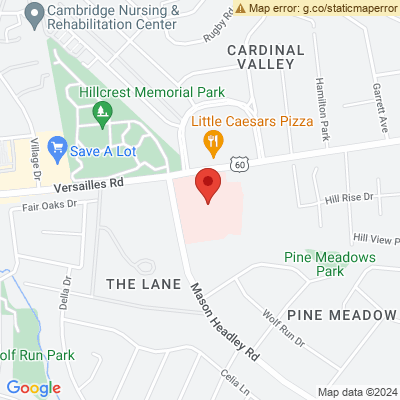 Map error: g.co/staticmaperror
Cambridge Nursing &
Rehabilitation Center
Rugby Rd
CARDINAL
VALLEY
Hamilton Park
Garrett Ave
Hillcrest Memorial Park
Little Caesars Pizza
Village Dr
Save A Lot
60
Versailles Rd
Fair Oaks Dr
Hill Rise Dr
Hill View P
Pine Meadows
Park
Della Dr
THE LANE
Mason Headley Rd
PINE MEADOW
Wolf Run Dr
olf Run Park
Celia Ln
Google
Map data ©2024